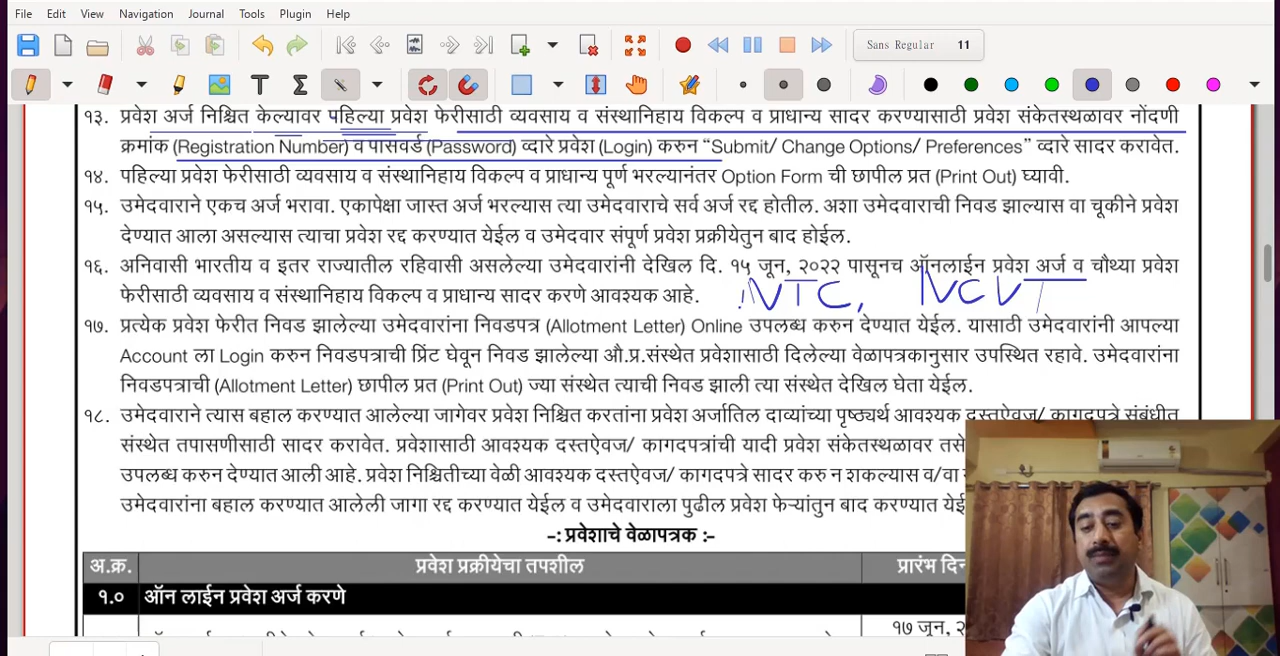 File Edit View Navigation Journal Tools Plugin Help
Sans Regular 11
१३. प्रवेश अर्ज निश्चित केल्यावर पहिल्या प्रवेश फेरीसाठी व्यवसाय व संस्थानिहाय विकल्प व प्राधान्य सादर करण्यासाठी प्रवेश संकेतस्थळावर नोंदणी
क्रमांक (Registration Number) व पासवर्ड (Password) व्दारे प्रवेश (Login) करुन “Submit/ Change Options/ Preferences” व्दारे सादर करावेत.
१४. पहिल्या प्रवेश फेरीसाठी व्यवसाय व संस्थानिहाय विकल्प व प्राधान्य पूर्ण भरल्यानंतर Option Form ची छापील प्रत (Print Out) घ्यावी.
१५. उमेदवाराने एकच अर्ज भरावा. एकापेक्षा जास्त अर्ज भरल्यास त्या उमेदवाराचे सर्व अर्ज रद्द होतील. अशा उमेदवाराची निवड झाल्यास वा चूकीने प्रवेश
देण्यात आला असल्यास त्याचा प्रवेश रद्द करण्यात येईल व उमेदवार संपूर्ण प्रवेश प्रक्रीयेतुन बाद होईल.
१६. अनिवासी भारतीय व इतर राज्यातील रहिवासी असलेल्या उमेदवारांनी देखिल दि. १५ जून, २०२२ पासूनच ऑनलाईन प्रवेश अर्ज व चौथ्या प्रवेश
फेरीसाठी व्यवसाय व संस्थानिहाय विकल्प व प्राधान्य सादर करणे आवश्यक आहे. NTC, NCVT
१७. प्रत्येक प्रवेश फेरीत निवड झालेल्या उमेदवारांना निवडपत्र (Allotment Letter) Online उपलब्ध करुन देण्यात येईल. यासाठी उमेदवारांनी आपल्या
Account ला Login करुन निवडपत्राची प्रिंट घेवून निवड झालेल्या औ.प्र.संस्थेत प्रवेशासाठी दिलेल्या वेळापत्रकानुसार उपस्थित रहावे. उमेदवारांना
निवडपत्राची (Allotment Letter) छापील प्रत (Print Out) ज्या संस्थेत त्याची निवड झाली त्या संस्थेत देखिल घेता येईल.
१८. उमेदवाराने त्यास बहाल करण्यात आलेल्या जागेवर प्रवेश निश्चित करतांना प्रवेश अर्जातिल दाव्यांच्या पृष्ठ्यर्थ आवश्यक दस्तऐवज/ कागदपत्रे संबंधीत
संस्थेत तपासणीसाठी सादर करावेत. प्रवेशासाठी आवश्यक दस्तऐवज/ कागदपत्रांची यादी प्रवेश संकेतस्थळावर तसे
उपलब्ध करुन देण्यात आली आहे. प्रवेश निश्चितीच्या वेळी आवश्यक दस्तऐवज/ कागदपत्रे सादर करु न शकल्यास व/वा
उमेदवारांना बहाल करण्यात आलेली जागा रद्द करण्यात येईल व उमेदवाराला पुढील प्रवेश फेऱ्यांतुन बाद करण्यात येई
-: प्रवेशाचे वेळापत्रक :-
अ.क्र. प्रवेश प्रक्रीयेचा तपशील प्रारंभ दिन
१.० ऑन लाईन प्रवेश अर्ज करणे
१७ जून, २